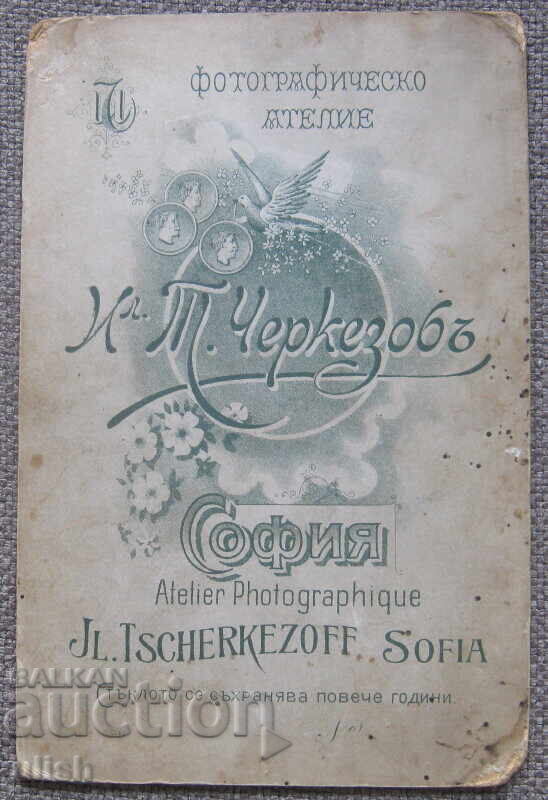 ФОТОГРАФИЧЕСКО
АТЕЛИЕ
Ил. Т. Черкезовъ
СОФИЯ
Atelier Photographique
JL. TSCHERKEZOFF SOFIA
СТЪКЛОТО СЕ СЪХРАНЯВА ПОВЕЧЕ ГОДИНИ.
BALKAN
auction